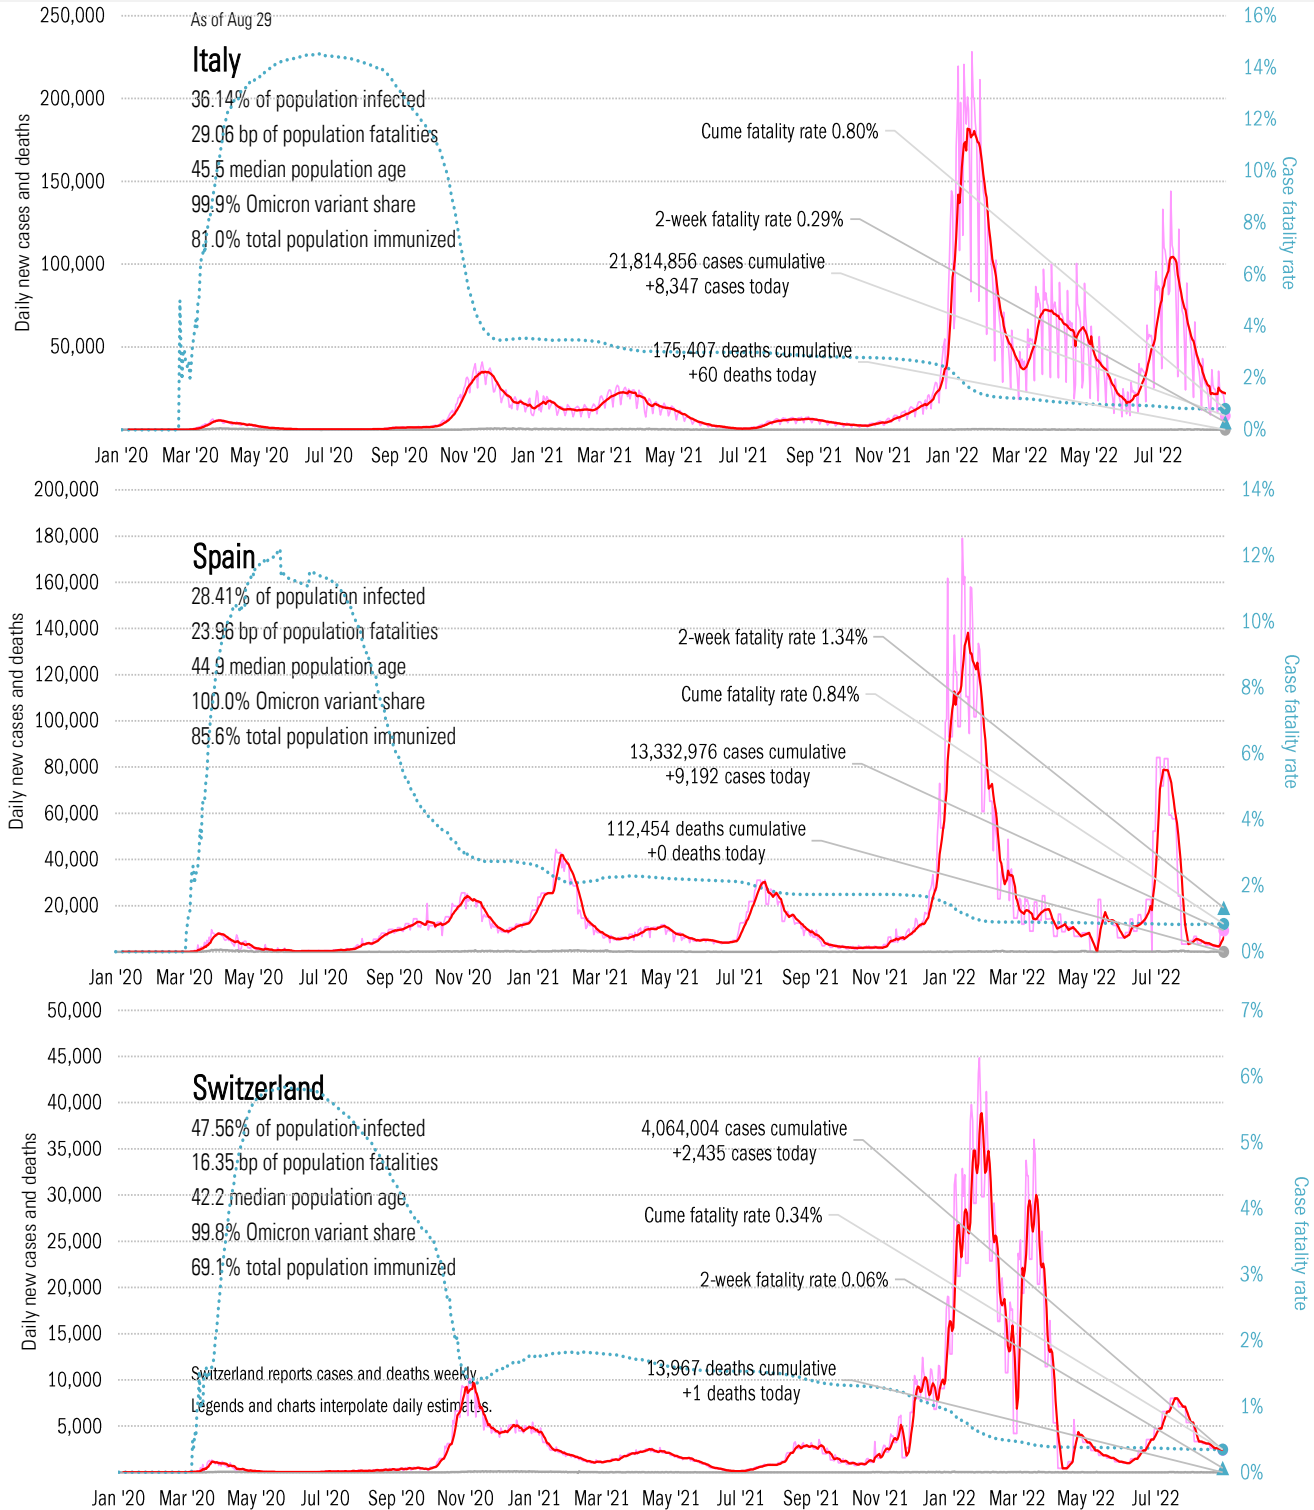 250,000
As of Aug 29
16%
Italy
14%
36.14% of population infected
200,000
12%
29.06 bp of population fatalities
Cume fatality rate 0.80%
45.5 median population age
150,000
10%
99.9% Omicron variant share
2-week fatality rate 0.29%
8%
81.0% total population immunized
100,000
21,814,856 cases cumulative
+8,347 cases today
6%
4%
50,000
175,407 deaths cumulative
+60 deaths today
2%
0%
Daily new cases and deaths
Case fatality rate
Jan '20 Mar '20 May '20 Jul '20 Sep '20 Nov '20 Jan '21 Mar '21 May '21 Jul '21 Sep '21 Nov '21 Jan '22 Mar '22 May '22 Jul '22
200,000
14%
180,000
Spain
12%
160,000
28.41% of population infected
10%
140,000
23.96 bp of population fatalities
2-week fatality rate 1.34%
120,000
44.9 median population age
8%
100.0% Omicron variant share
Cume fatality rate 0.84%
100,000
85.6% total population immunized
6%
80,000
13,332,976 cases cumulative
+9,192 cases today
60,000
4%
112,454 deaths cumulative
+0 deaths today
40,000
2%
20,000
0%
Daily new cases and deaths
Case fatality rate
Jan '20 Mar '20 May '20 Jul '20 Sep '20 Nov '20 Jan '21 Mar '21 May '21 Jul '21 Sep '21 Nov '21 Jan '22 Mar '22 May '22 Jul '22
50,000
7%
45,000
6%
Switzerland
40,000
47.56% of population infected
4,064,004 cases cumulative
+2,435 cases today
5%
35,000
16.35 bp of population fatalities
30,000
42.2 median population age
4%
Cume fatality rate 0.34%
99.8% Omicron variant share
25,000
69.1% total population immunized
3%
2-week fatality rate 0.06%
20,000
15,000
2%
Switzerland reports cases and deaths weekly.
13,967 deaths cumulative
+1 deaths today
10,000
Legends and charts interpolate daily estimates.
1%
5,000
0%
Daily new cases and deaths
Case fatality rate
Jan '20 Mar '20 May '20 Jul '20 Sep '20 Nov '20 Jan '21 Mar '21 May '21 Jul '21 Sep '21 Nov '21 Jan '22 Mar '22 May '22 Jul '22